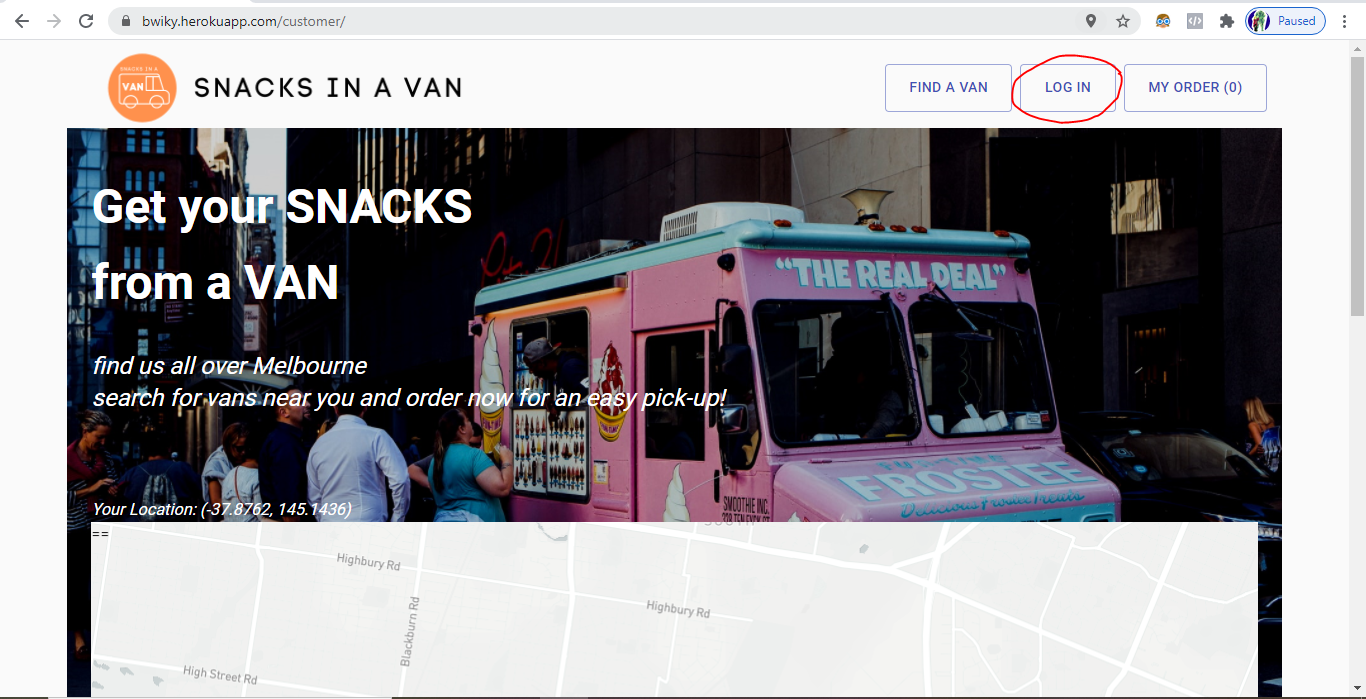 bwiky.herokuapp.com/customer/
Paused
SNACKS IN A
VAN
SNACKS IN A VAN
FIND A VAN
LOG IN
MY ORDER (0)
Get your SNACKS
from a VAN
find us all over Melbourne
search for vans near you and order now for an easy pick-up!
"THE REAL DEAL"
FROSTEE
SMOOTHIE INC.
Your Location: (-37.8762, 145.1436)
==
Highbury Rd
Highbury Rd
Blackburn Rd
High Street Rd